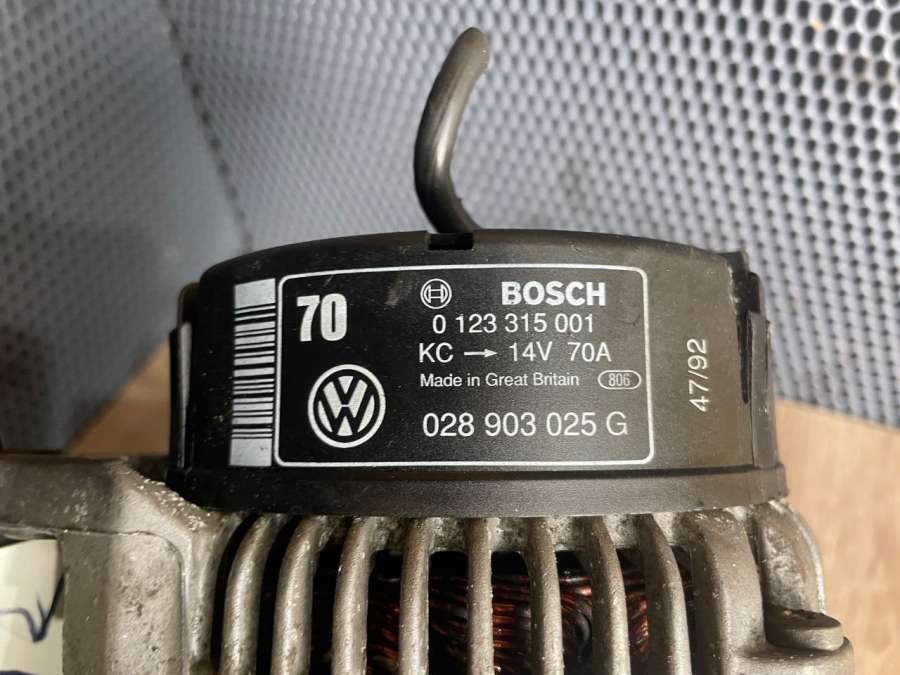 70
BOSCH
0 123 315 001
KC → 14V 70A
Made in Great Britain 806
028 903 025 G
47/92